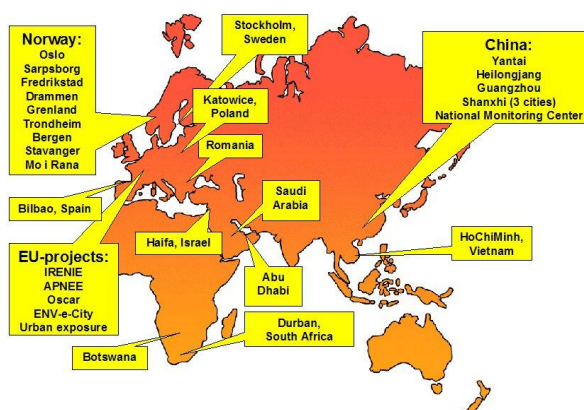 Norway:
Oslo
Sarpsborg
Fredrikstad
Drammen
Grenland
Trondheim
Bergen
Stavanger
Mo i Rana
Stockholm,
Sweden
Katowice,
Poland
Romania
China:
Yantai
Heilongjang
Guangzhou
Shanxhi (3 cities)
National Monitoring Center
Bilbao, Spain
Saudi
Arabia
Haifa, Israel
HoChiMinh,
Vietnam
EU-projects:
IRENIE
APNEE
Oscar
ENV-e-City
Urban exposure
Abu
Dhabi
Durban,
South Africa
Botswana